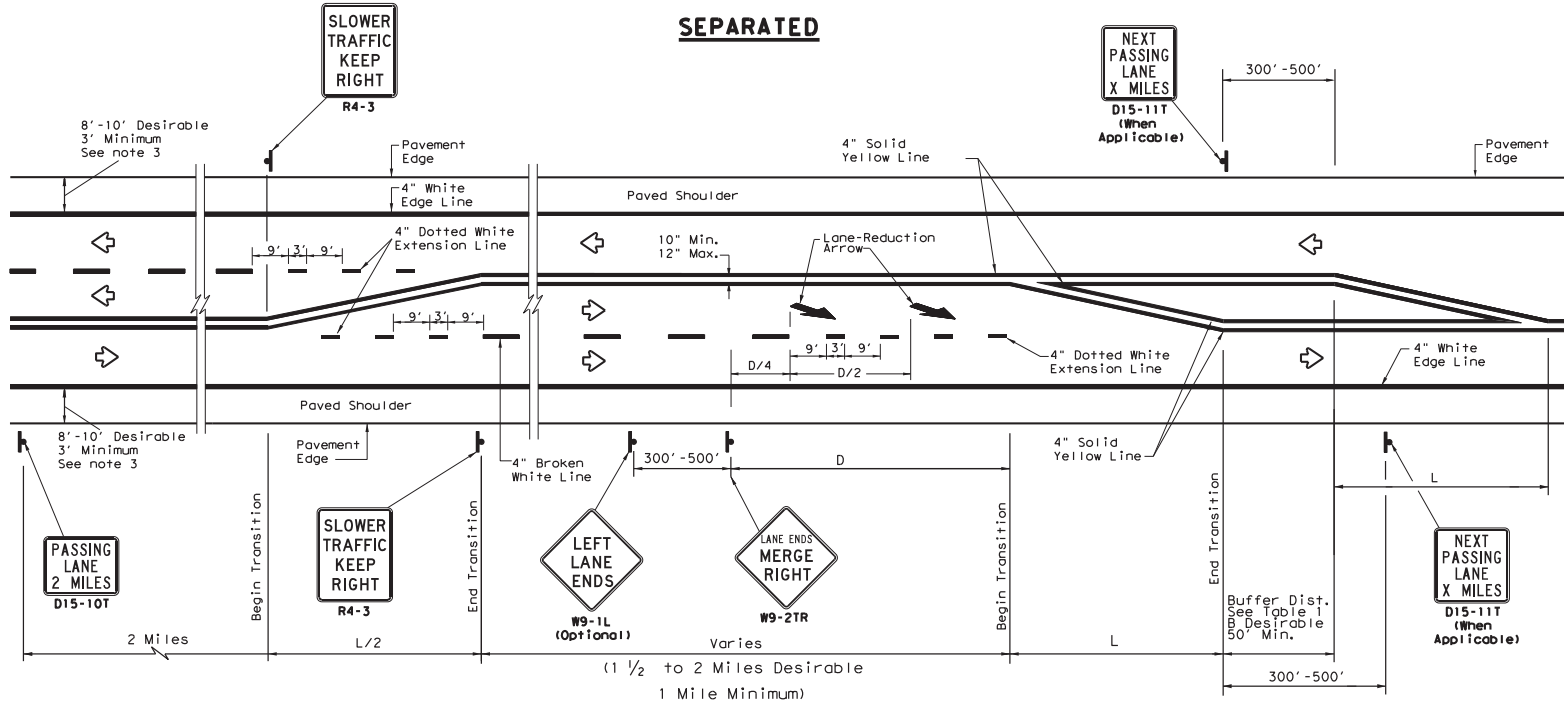 SEPARATED
SLOWER
TRAFFIC
KEEP
RIGHT
R4-3
NEXT
PASSING
LANE
X MILES
D15-11T
(When
Applicable)
300'-500'
8'-10' Desirable
3' Minimum
See note 3
Pavement
Edge
4" Solid
Yellow Line
Pavement
Edge
4" White
Edge Line
Paved Shoulder
4" Dotted White
Extension Line
9' 3' 9'
10" Min.
12" Max.
Lane-Reduction
Arrow
9' 3' 9'
9' 3' 9'
D/4
D/2
4" Dotted White
Extension Line
4" White
Edge Line
Paved Shoulder
8'-10' Desirable
3' Minimum
See note 3
Pavement
Edge
4" Broken
White Line
300'-500'
D
4" Solid
Yellow Line
L
PASSING
LANE
2 MILES
D15-10T
Begin Transition
SLOWER
TRAFFIC
KEEP
RIGHT
R4-3
End Transition
LEFT
LANE
ENDS
W9-1L
(Optional)
LANE ENDS
MERGE
RIGHT
W9-2TR
Begin Transition
End Transition
Buffer Dist.
See Table 1
B Desirable
50' Min.
NEXT
PASSING
LANE
X MILES
D15-11T
(When
Applicable)
2 Miles
L/2
Varies
(1 1/2 to 2 Miles Desirable
1 Mile Minimum)
L
300'-500'